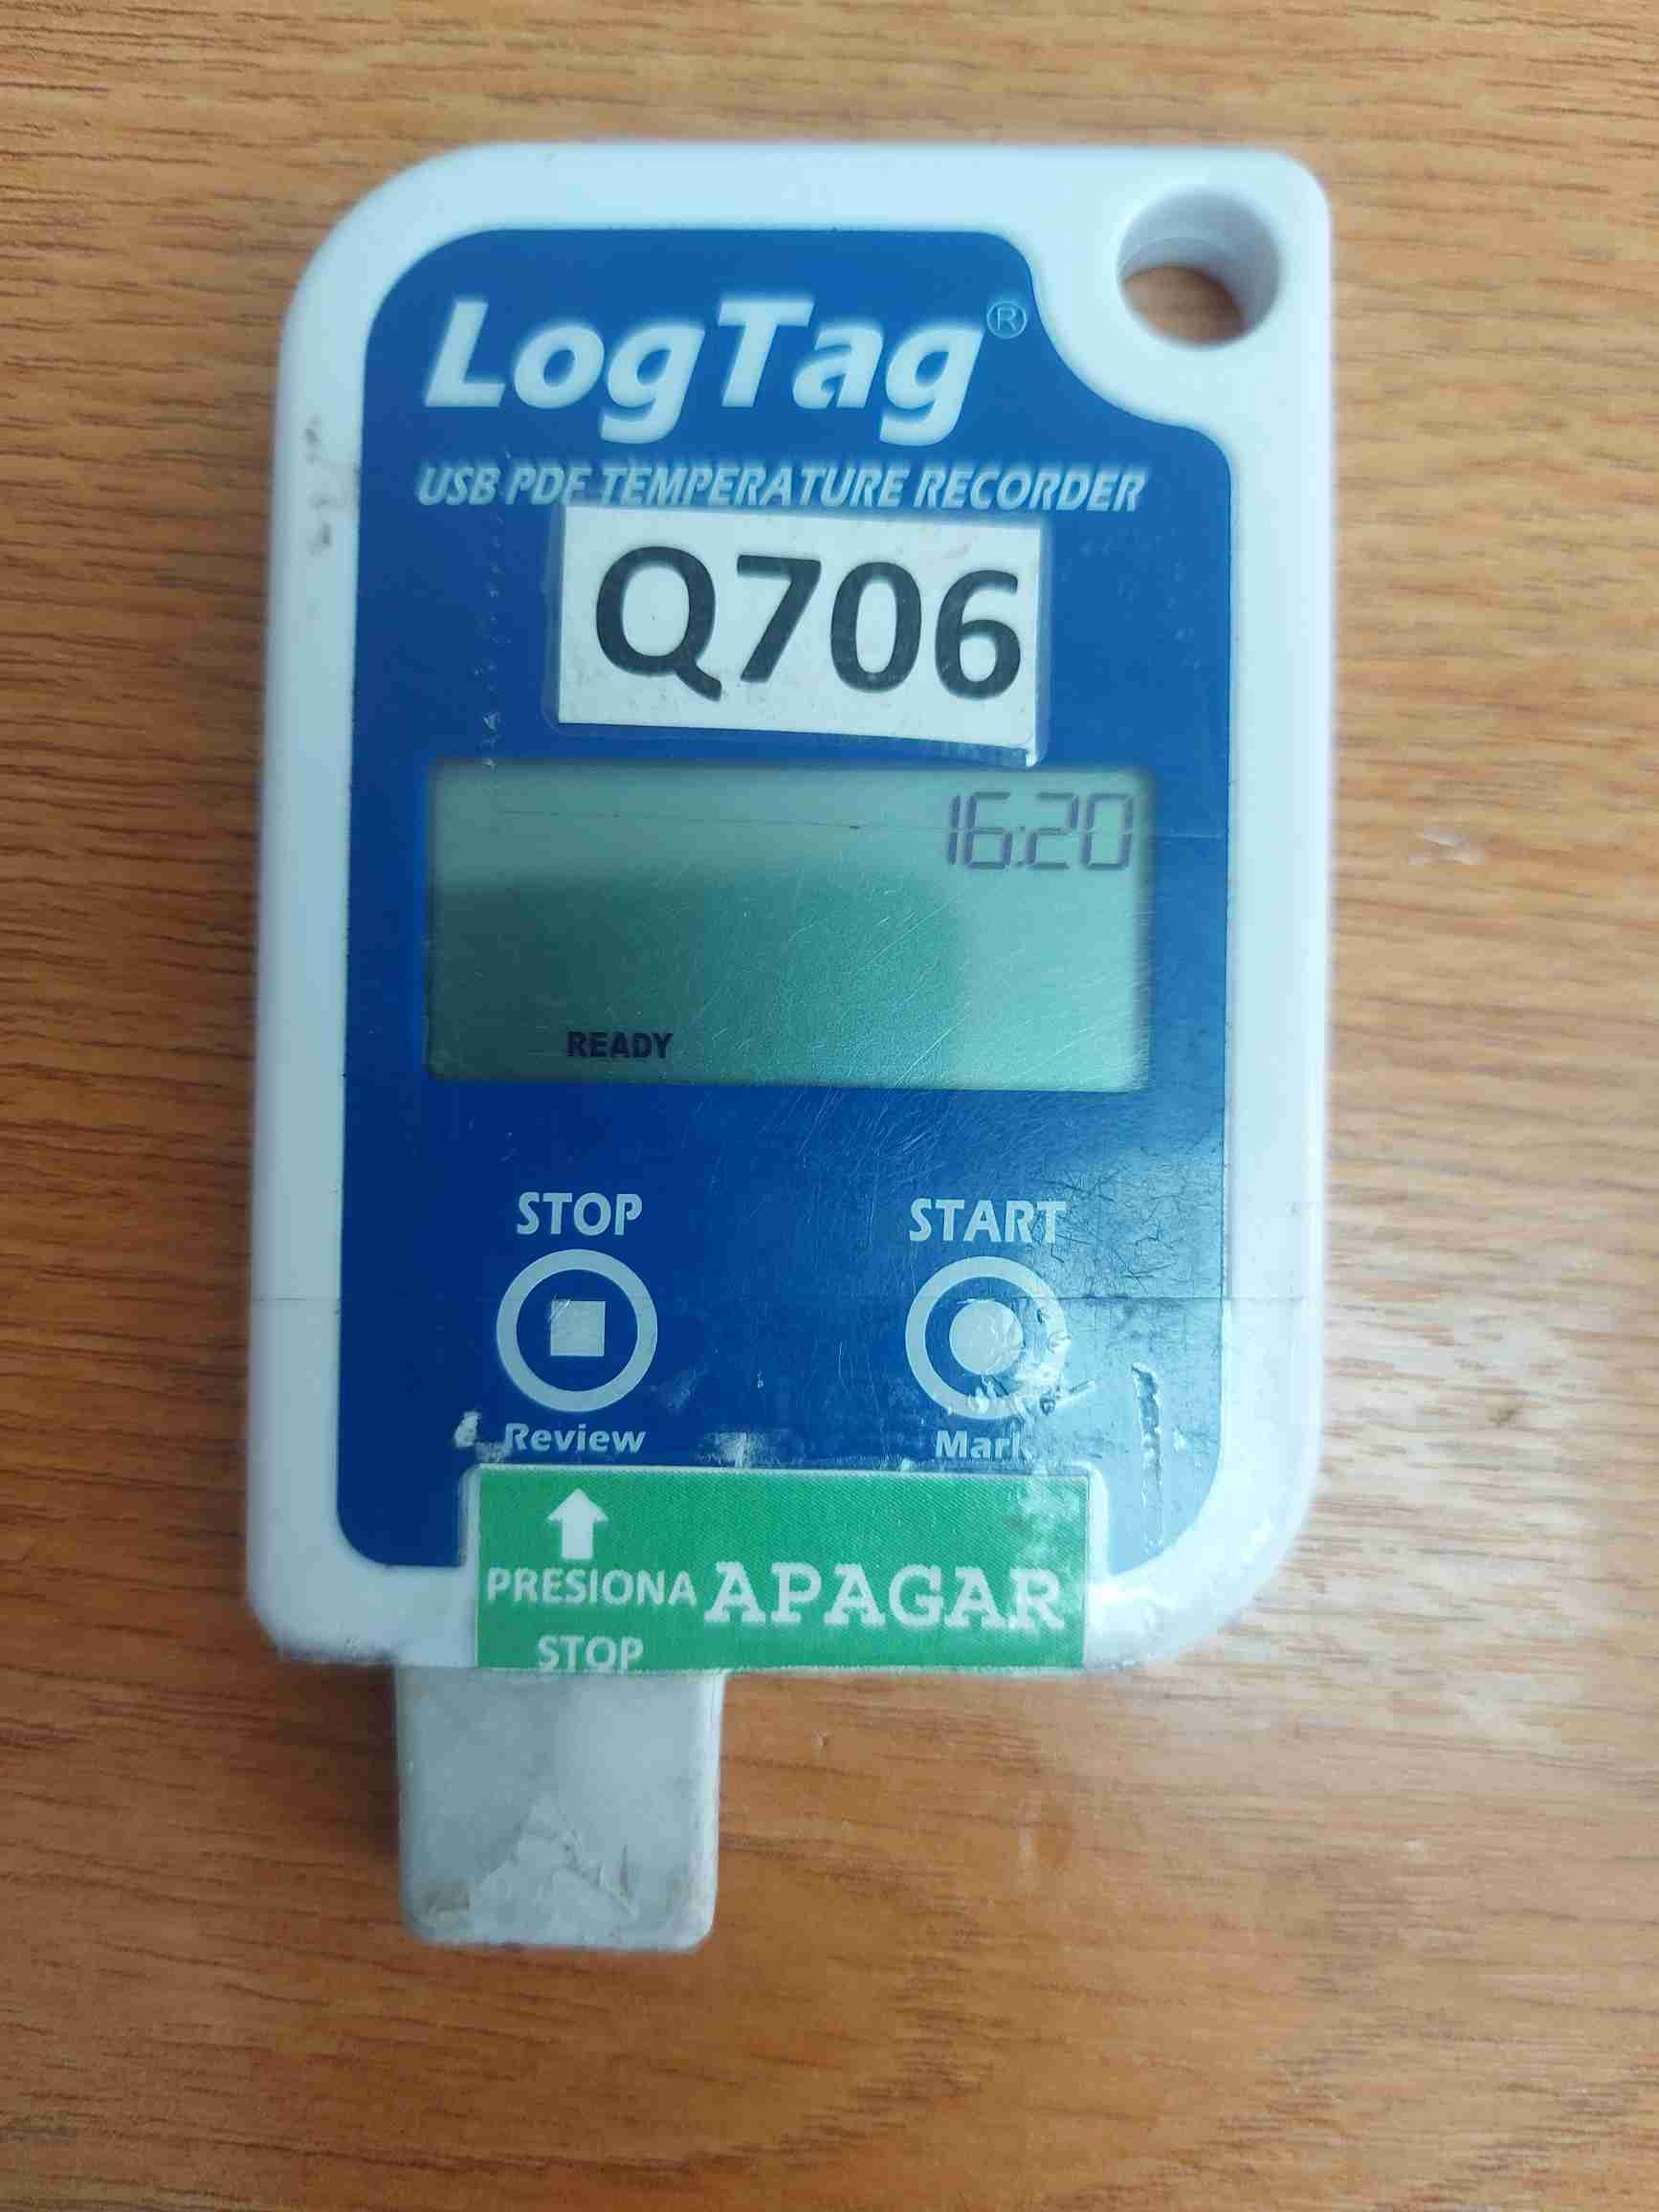 LogTag®
USB PDF TEMPERATURE RECORDER
Q706
16:20
READY
STOP
START
Review
Mark
PRESIONA APAGAR
STOP